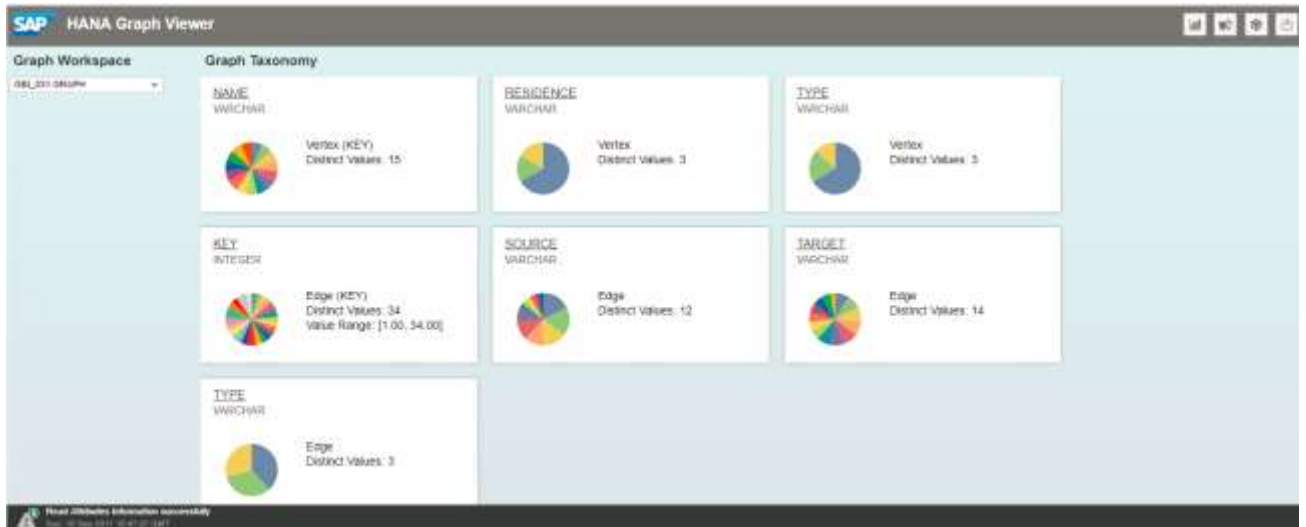 SAP HANA Graph Viewer
Graph Workspace
Graph Taxonomy
NAME
VARCHAR
Vertex (KEY)
Distinct Values: 15
RESIDENCE
VARCHAR
Vertex
Distinct Values: 3
TYPE
VARCHAR
Vertex
Distinct Values: 3
KEY
INTEGER
Edge (KEY)
Distinct Values: 34
Value Range: [1.00, 34.00]
SOURCE
VARCHAR
Edge
Distinct Values: 12
TARGET
VARCHAR
Edge
Distinct Values: 14
TYPE
VARCHAR
Edge
Distinct Values: 3
Read Attributes Information successfully